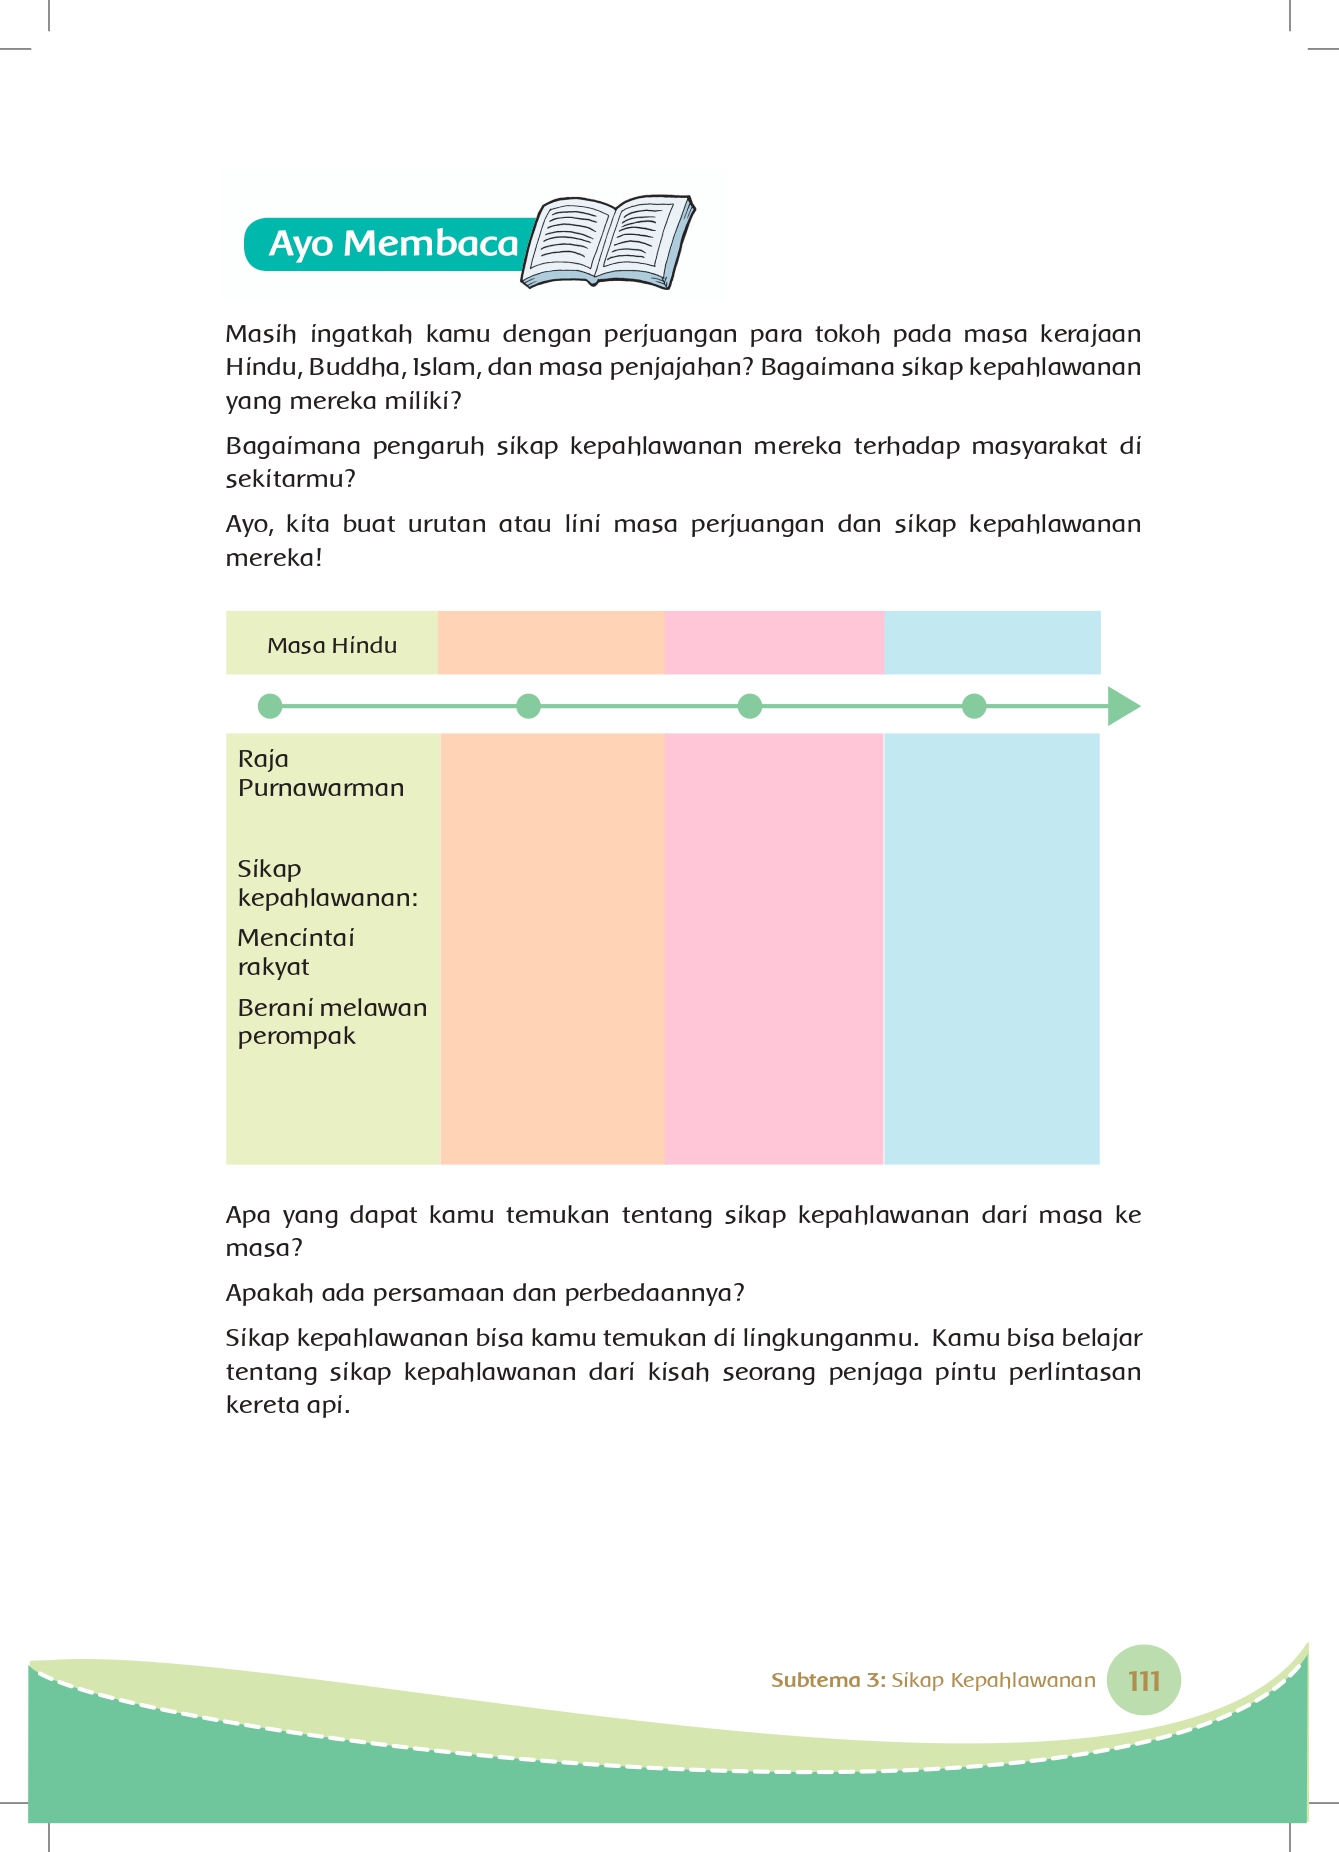 Ayo Membaca
Masih ingatkah kamu dengan perjuangan para tokoh pada masa kerajaan
Hindu, Buddha, Islam, dan masa penjajahan? Bagaimana sikap kepahlawanan
yang mereka miliki?
Bagaimana pengaruh sikap kepahlawanan mereka terhadap masyarakat di
sekitarmu?
Ayo, kita buat urutan atau lini masa perjuangan dan sikap kepahlawanan
mereka!
Masa Hindu
Raja
Purnawarman
Sikap
kepahlawanan:
Mencintai
rakyat
Berani melawan
perompak
Apa yang dapat kamu temukan tentang sikap kepahlawanan dari masa ke
masa?
Apakah ada persamaan dan perbedaannya?
Sikap kepahlawanan bisa kamu temukan di lingkunganmu. Kamu bisa belajar
tentang sikap kepahlawanan dari kisah seorang penjaga pintu perlintasan
kereta api.
Subtema 3: Sikap Kepahlawanan
111